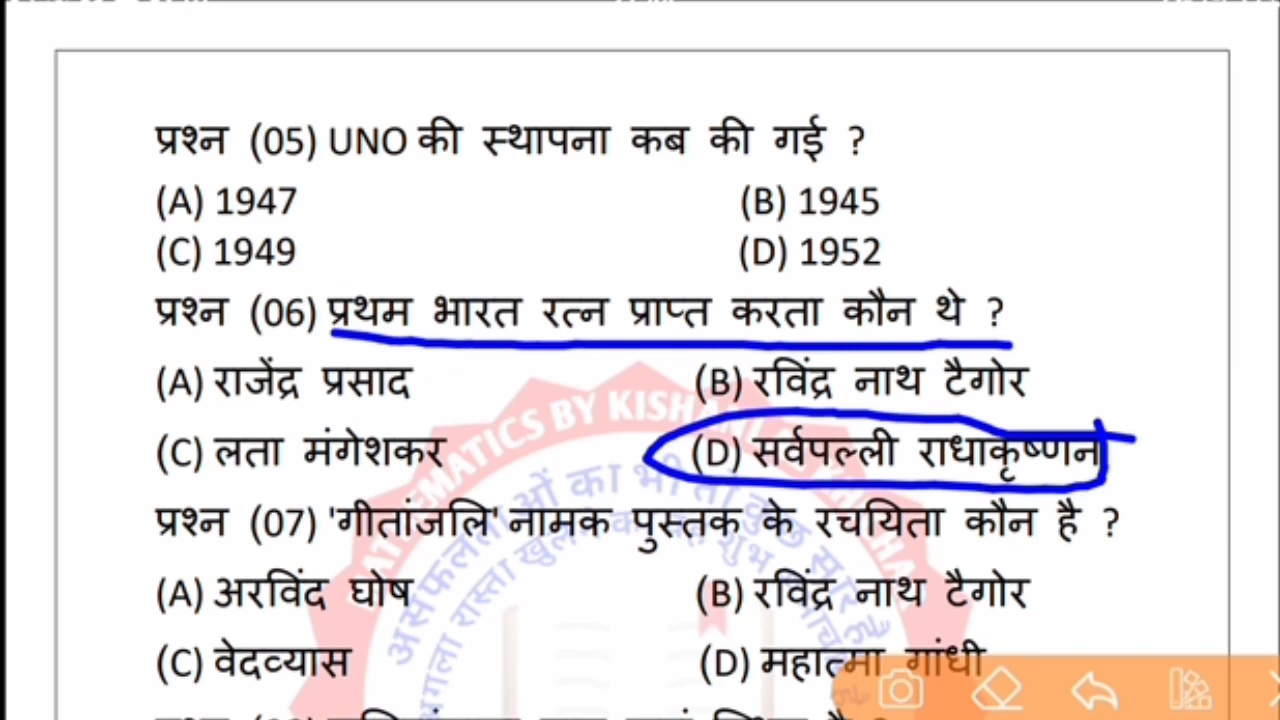 प्रश्न (05) UNO की स्थापना कब की गई ?
(A) 1947 (B) 1945
(C) 1949 (D) 1952
प्रश्न (06) प्रथम भारत रत्न प्राप्त करता कौन थे ?
(A) राजेंद्र प्रसाद (B) रविंद्र नाथ टैगोर
(C) लता मंगेशकर (D) सर्वपल्ली राधाकृष्णन
प्रश्न (07) 'गीतांजलि' नामक पुस्तक के रचयिता कौन है ?
(A) अरविंद घोष (B) रविंद्र नाथ टैगोर
(C) वेदव्यास (D) महात्मा गांधी